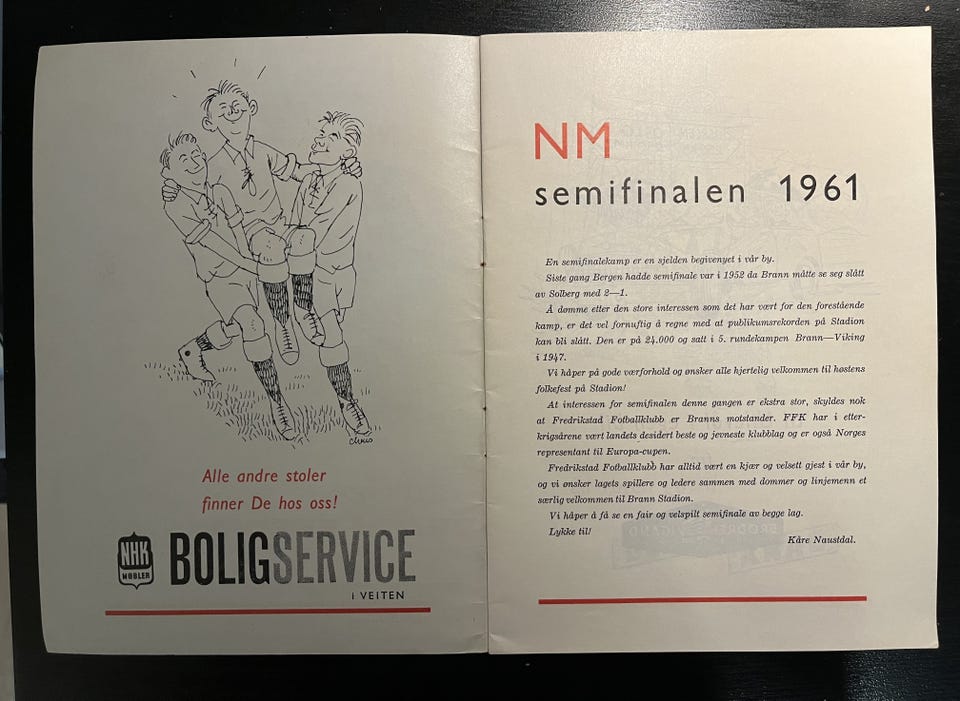 chris
Alle andre stoler
finner De hos oss!
NHK
MØBLER
BOLIGSERVICE
I VEITEN
NM
semifinalen 1961
En semifinalekamp er en sjelden begivenyet i vår by.
Siste gang Bergen hadde semifinale var i 1952 da Brann måtte se seg slått
av Solberg med 2—1.
Å dømme etter den store interessen som det har vært for den forestående
kamp, er det vel fornuftig å regne med at publikumsrekorden på Stadion
kan bli slått. Den er på 24.000 og satt i 5. rundekampen Brann—Viking
i 1947.
Vi håper på gode værforhold og ønsker alle hjertelig velkommen til høstens
folkefest på Stadion!
At interessen for semifinalen denne gangen er ekstra stor, skyldes nok
at Fredrikstad Fotballklubb er Branns motstander. FFK har i etter-
krigsårene vært landets desidert beste og jevneste klubblag og er også Norges
representant til Europa-cupen.
Fredrikstad Fotballklubb har alltid vært en kjær og velsett gjest i vår by,
og vi ønsker lagets spillere og ledere sammen med dommer og linjemenn et
særlig velkommen til Brann Stadion.
Vi håper å få se en fair og velspilt semifinale av begge lag.
Lykke til!
Kåre Naustdal.